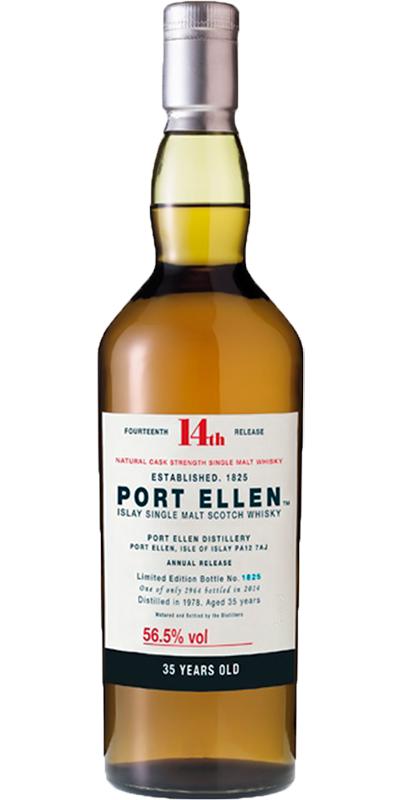 FOURTEENTH 14th RELEASE
NATURAL CASK STRENGTH SINGLE MALT WHISKY
ESTABLISHED. 1825
PORT ELLEN™
ISLAY SINGLE MALT SCOTCH WHISKY
PORT ELLEN DISTILLERY
PORT ELLEN, ISLE OF ISLAY PA12 7AJ
ANNUAL RELEASE
Limited Edition Bottle No. 1825
One of only 2964 bottled in 2014
Distilled in 1978. Aged 35 years
Matured and Bottled by the Distillers
56.5% vol
35 YEARS OLD